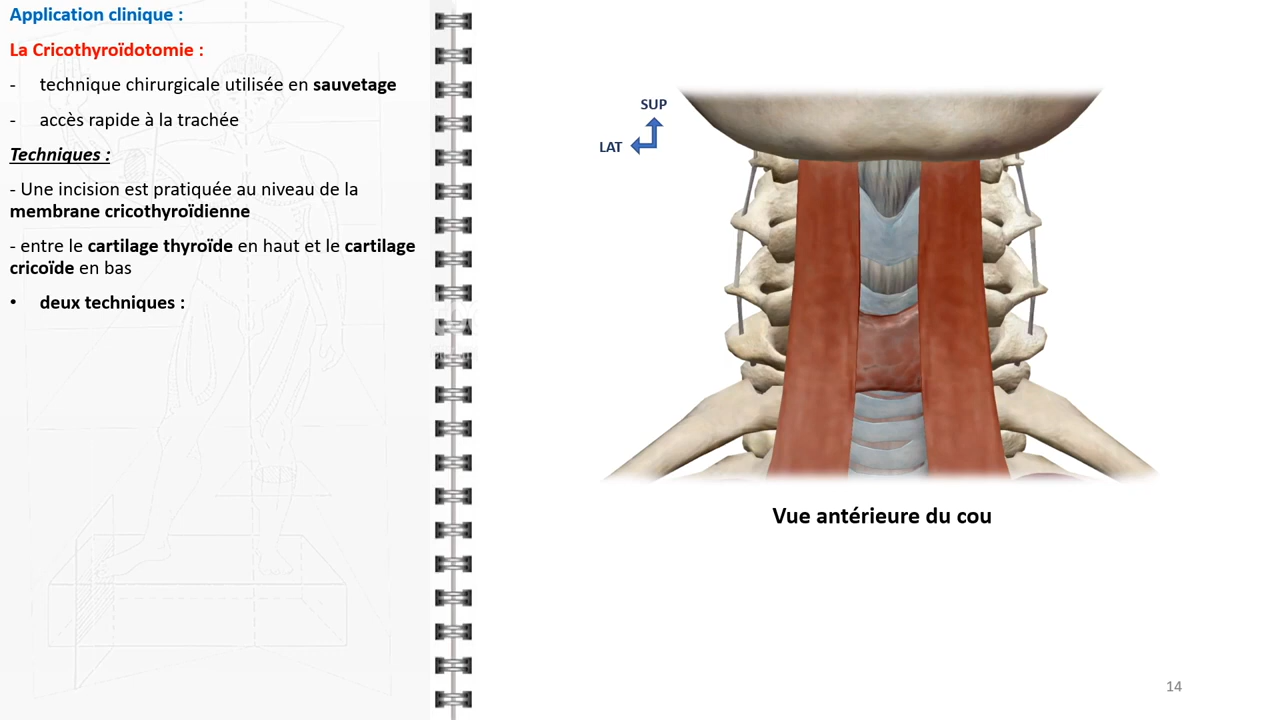 Application clinique :
La Cricothyroïdotomie :
- technique chirurgicale utilisée en sauvetage
- accès rapide à la trachée
Techniques :
- Une incision est pratiquée au niveau de la
membrane cricothyroïdienne
- entre le cartilage thyroïde en haut et le cartilage
cricoïde en bas
• deux techniques :
SUP
LAT
Vue antérieure du cou
14